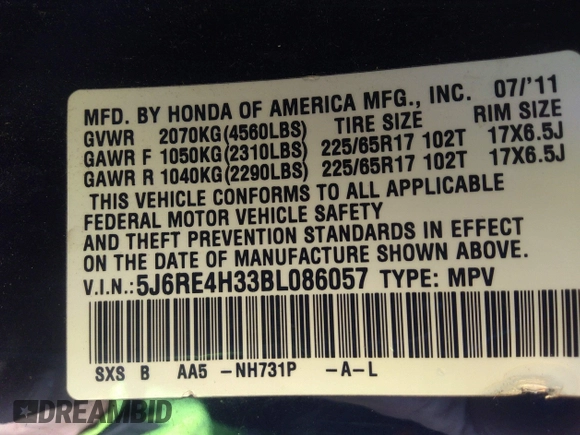 MFD. BY HONDA OF AMERICA MFG., INC. 07/'11
GVWR 2070KG(4560LBS) TIRE SIZE RIM SIZE
GAWR F 1050KG(2310LBS) 225/65R17 102T 17X6.5J
GAWR R 1040KG(2290LBS) 225/65R17 102T 17X6.5J
THIS VEHICLE CONFORMS TO ALL APPLICABLE
FEDERAL MOTOR VEHICLE SAFETY
AND THEFT PREVENTION STANDARDS IN EFFECT
ON THE DATE OF MANUFACTURE SHOWN ABOVE.
V.I.N.:5J6RE4H33BL086057 TYPE: MPV
SXS B AA5 -NH731P -A-L
DREAMBID